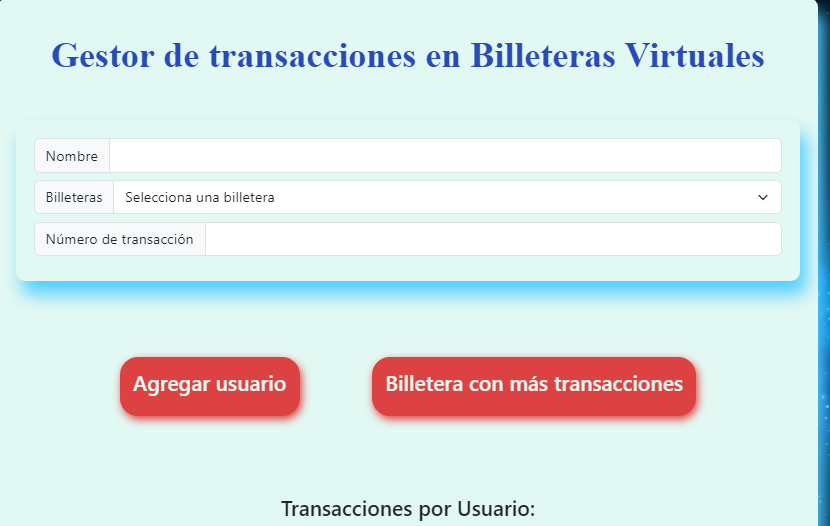 Gestor de transacciones en Billeteras Virtuales
Nombre
Billeteras Selecciona una billetera
Número de transacción
Agregar usuario Billetera con más transacciones
Transacciones por Usuario: